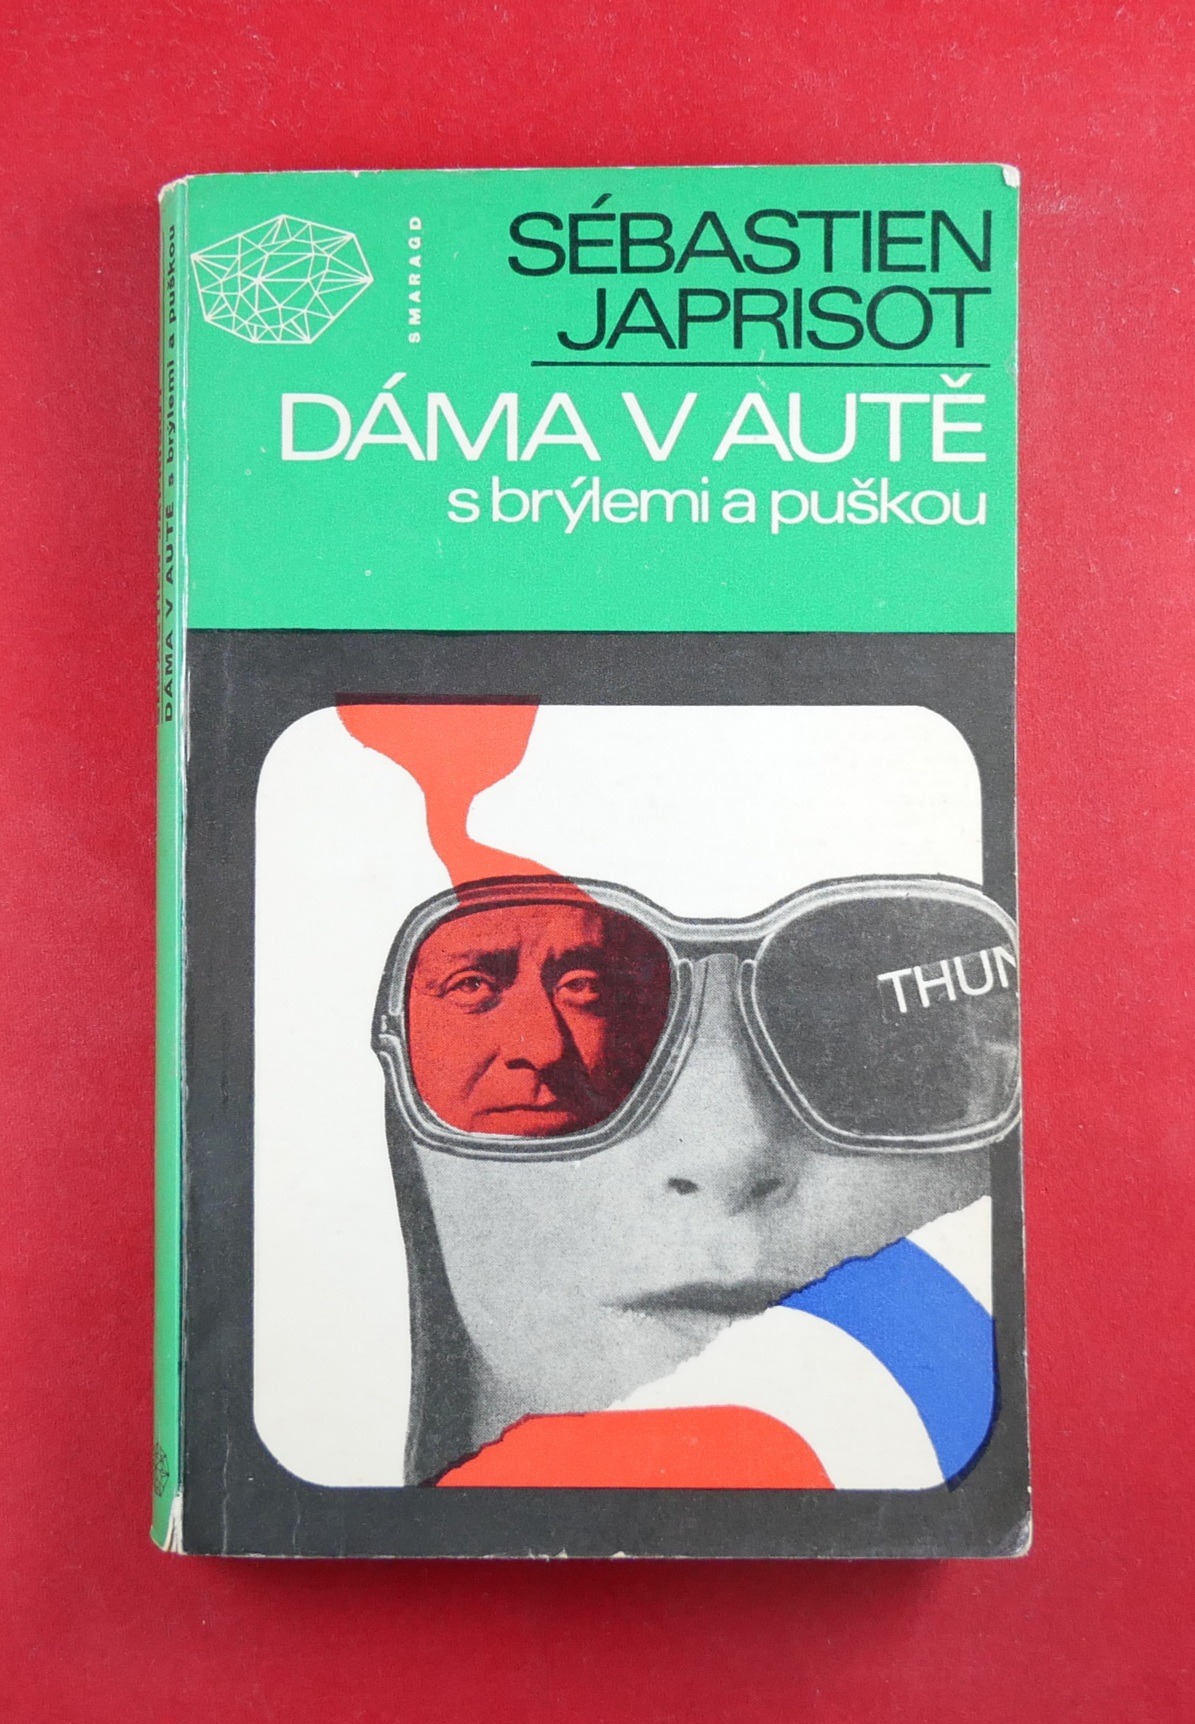 SMARAGD
SÉBASTIEN
JAPRISOT
DÁMA V AUTĚ
s brýlemi a puškou
THUN
DÁMA V AUTĚ s brýlemi a puškou